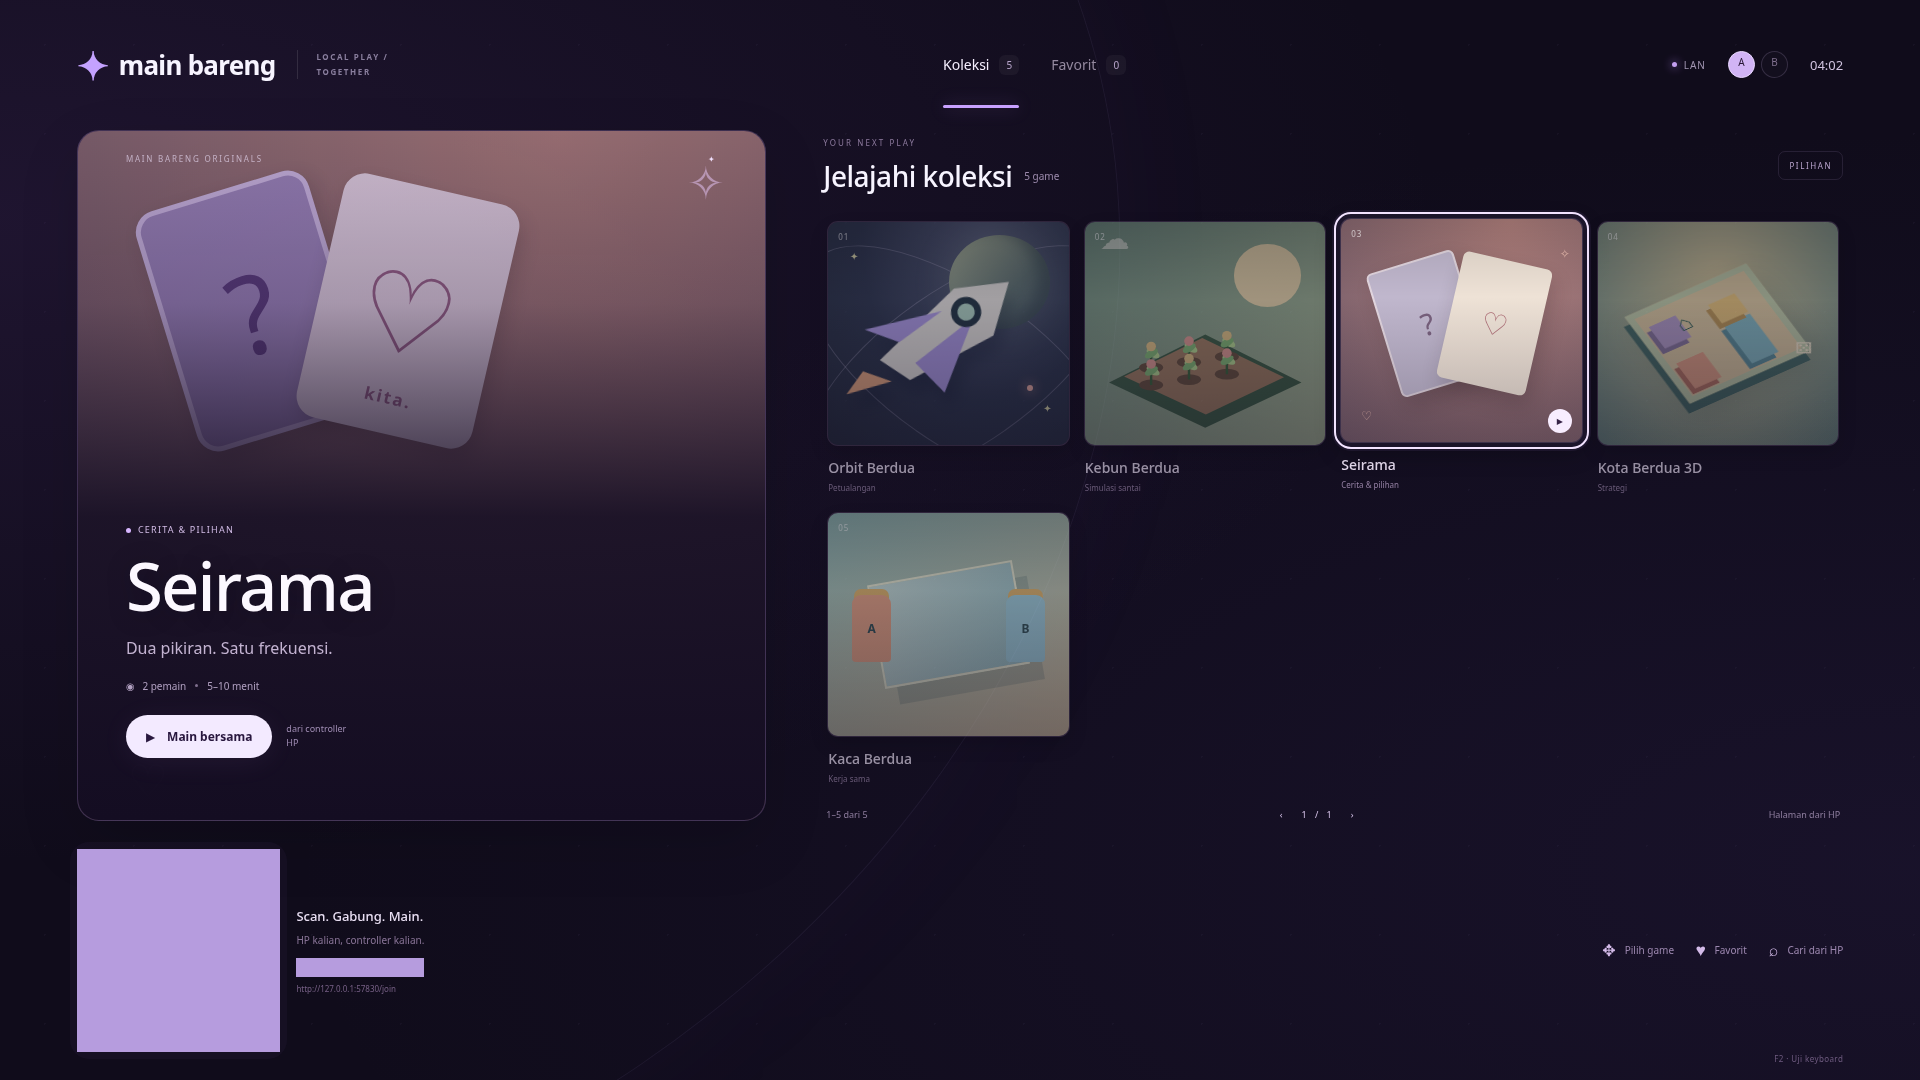 main bareng
LOCAL PLAY /
TOGETHER
Koleksi 5
Favorit 0
LAN
A
B
04:02
MAIN BARENG ORIGINALS
?
kita.
CERITA & PILIHAN
Seirama
Dua pikiran. Satu frekuensi.
2 pemain • 5–10 menit
Main bersama
dari controller
HP
YOUR NEXT PLAY
Jelajahi koleksi 5 game
PILIHAN
01
Orbit Berdua
Petualangan
02
Kebun Berdua
Simulasi santai
03
?
Seirama
Cerita & pilihan
04
Kota Berdua 3D
Strategi
05
A
B
Kaca Berdua
Kerja sama
1–5 dari 5
‹ 1 / 1 ›
Halaman dari HP
Scan. Gabung. Main.
HP kalian, controller kalian.
http://127.0.0.1:57830/join
Pilih game
Favorit
Cari dari HP
F2 · Uji keyboard